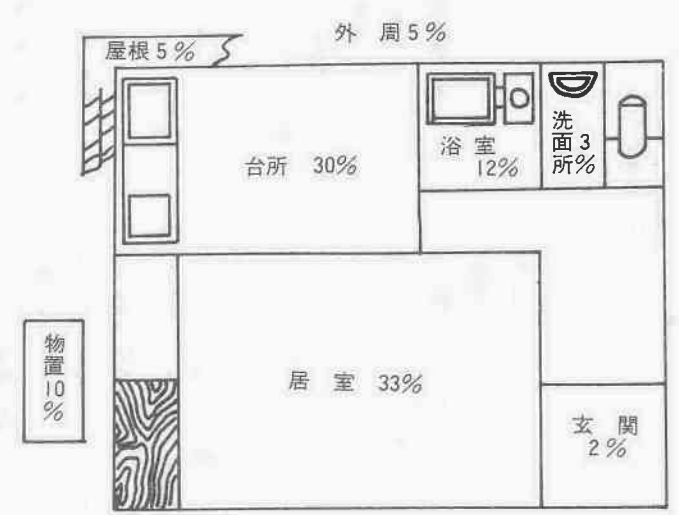 外 周 5%
屋根 5%
台所 30%
浴室
12%
洗面所 3%
物置 10%
居 室 33%
玄 関
2%